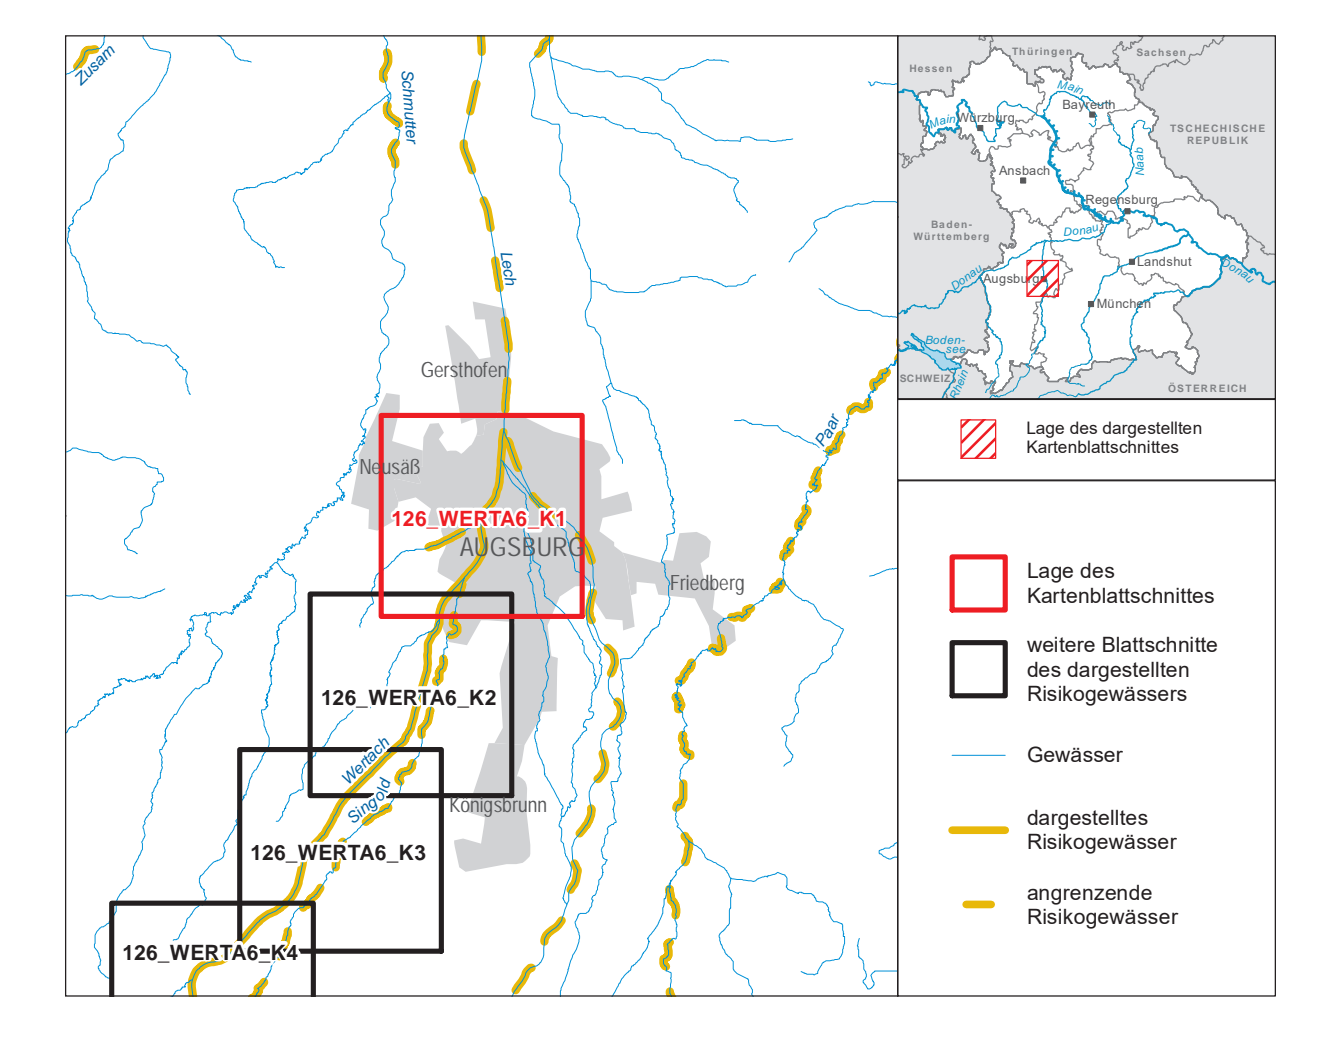 Zusam
Schmutter
Lech
Gersthofen
Neusäß
126_WERTA6_K1
AUGSBURG
Friedberg
Paar
126_WERTA6_K2
Wertach
Singold
Königsbrunn
126_WERTA6_K3
126_WERTA6_K4
Thüringen
Sachsen
Hessen
Main
Bayreuth
Main
Würzburg
TSCHECHISCHE
REPUBLIK
Naab
Ansbach
Regensburg
Baden-
Württemberg
Donau
Landshut
Donau
Donau
Augsburg
München
Boden-
see
SCHWEIZ
Rhein
ÖSTERREICH
Lage des dargestellten
Kartenblattschnittes
Lage des
Kartenblattschnittes
weitere Blattschnitte
des dargestellten
Risikogewässers
Gewässer
dargestelltes
Risikogewässer
angrenzende
Risikogewässer